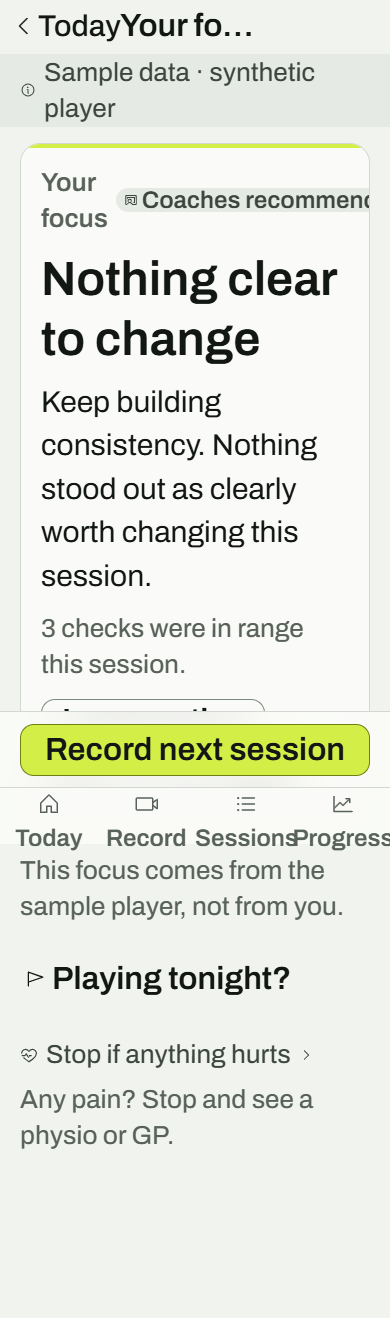 Today Your fo...
Sample data · synthetic
player
Your
focus
Coaches recommend
Nothing clear
to change
Keep building
consistency. Nothing
stood out as clearly
worth changing this
session.
3 checks were in range
this session.
Record next session
Today Record Sessions Progress
This focus comes from the
sample player, not from you.
Playing tonight?
Stop if anything hurts
Any pain? Stop and see a
physio or GP.